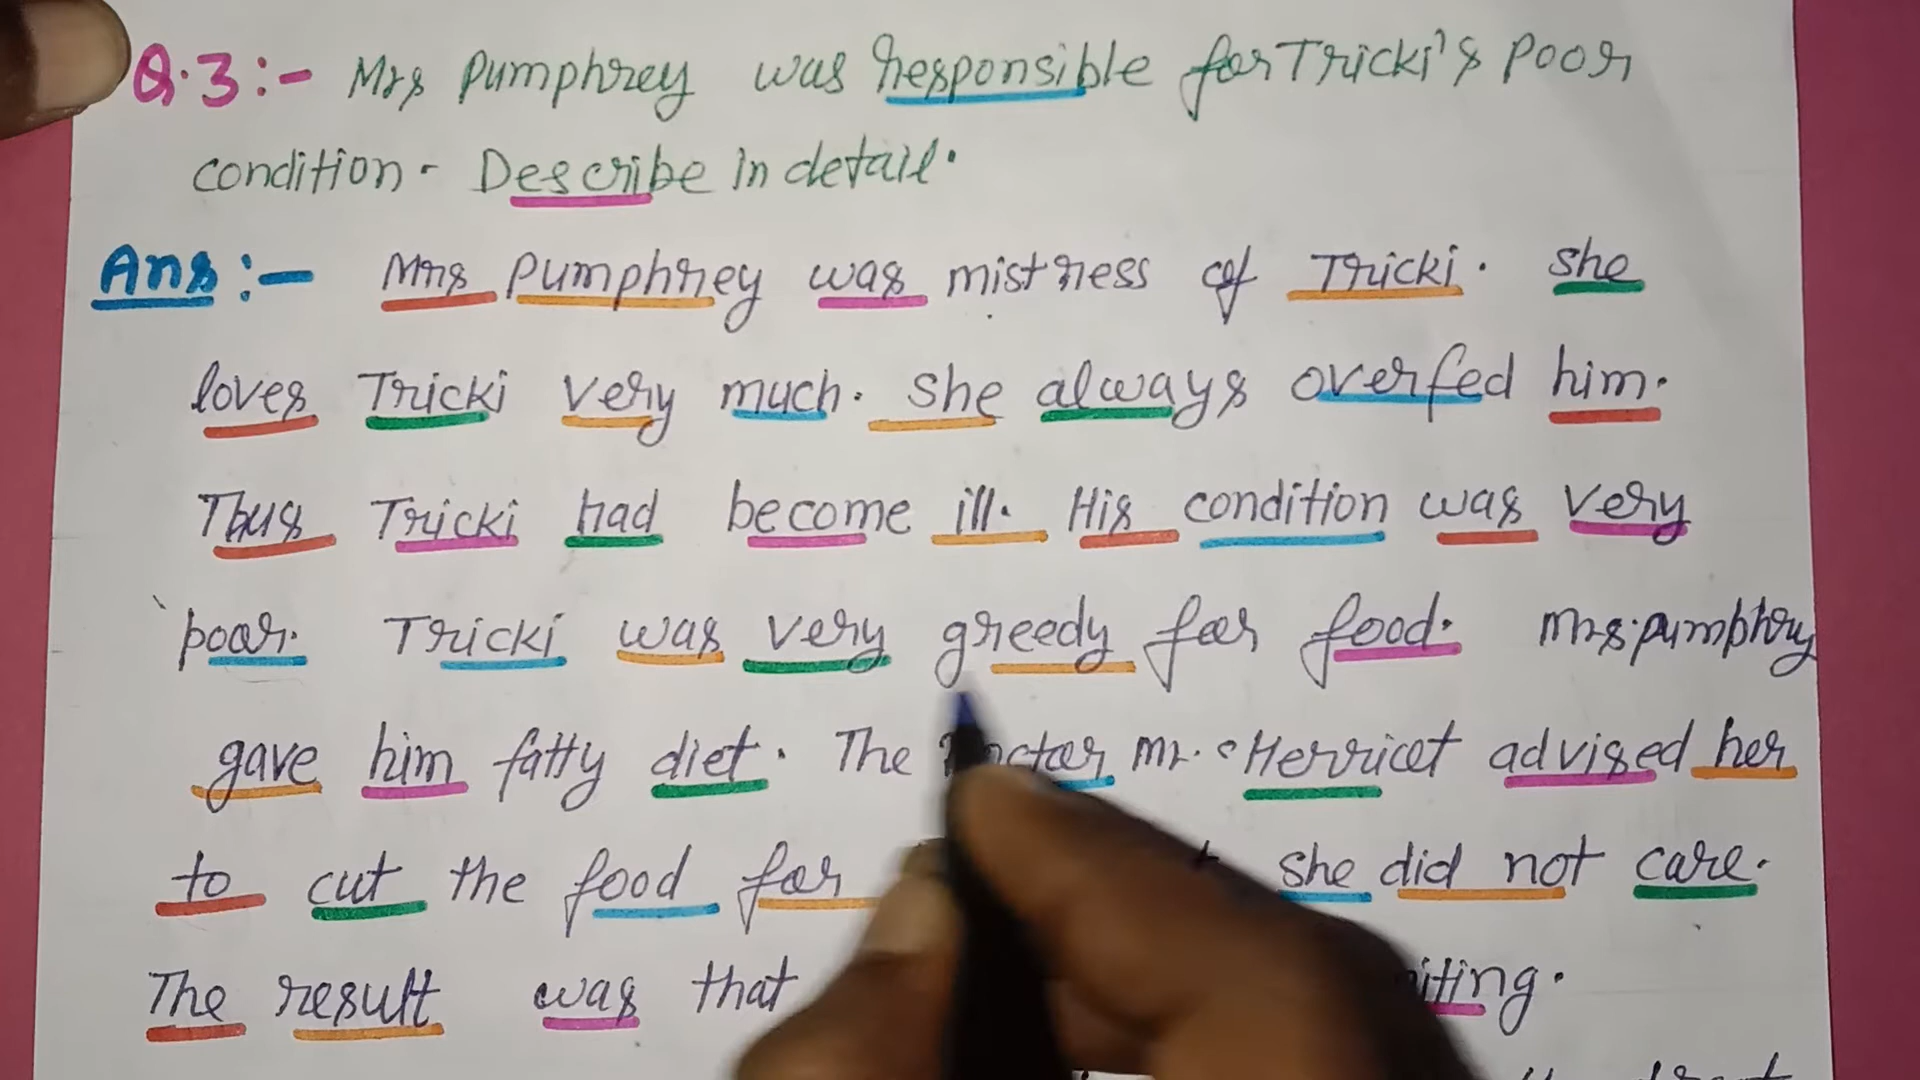 Q.3:- Mrs Pumphrey was responsible for Tricki's poor
condition - Describe in detail.
Ans:- Mrs Pumphrey was mistress of Tricki. she
loves Tricki very much. she always overfed him.
Thus Tricki had become ill. His condition was very
poor. Tricki was very greedy for food. Mrs. pumphry
gave him fatty diet. The Mr. Herricot advised her
to cut the food for she did not care.
The result was that